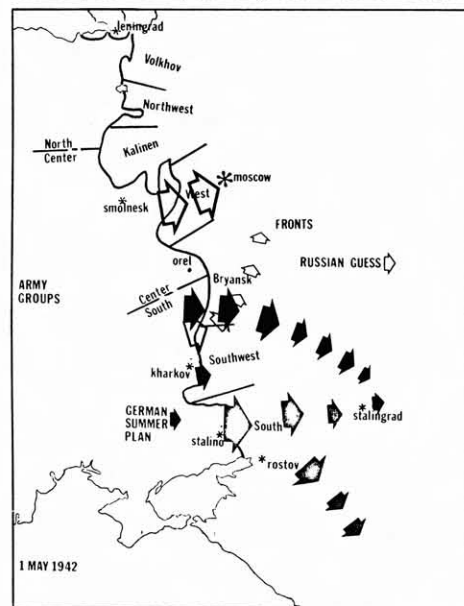 leningrad
Volkhov
Northwest
North
Center
Kalinen
moscow
West
smolnesk
FRONTS
orel
RUSSIAN GUESS
Bryansk
ARMY
GROUPS
Center
South
Southwest
kharkov
GERMAN
SUMMER
PLAN
South
stalingrad
stalino
rostov
1 MAY 1942